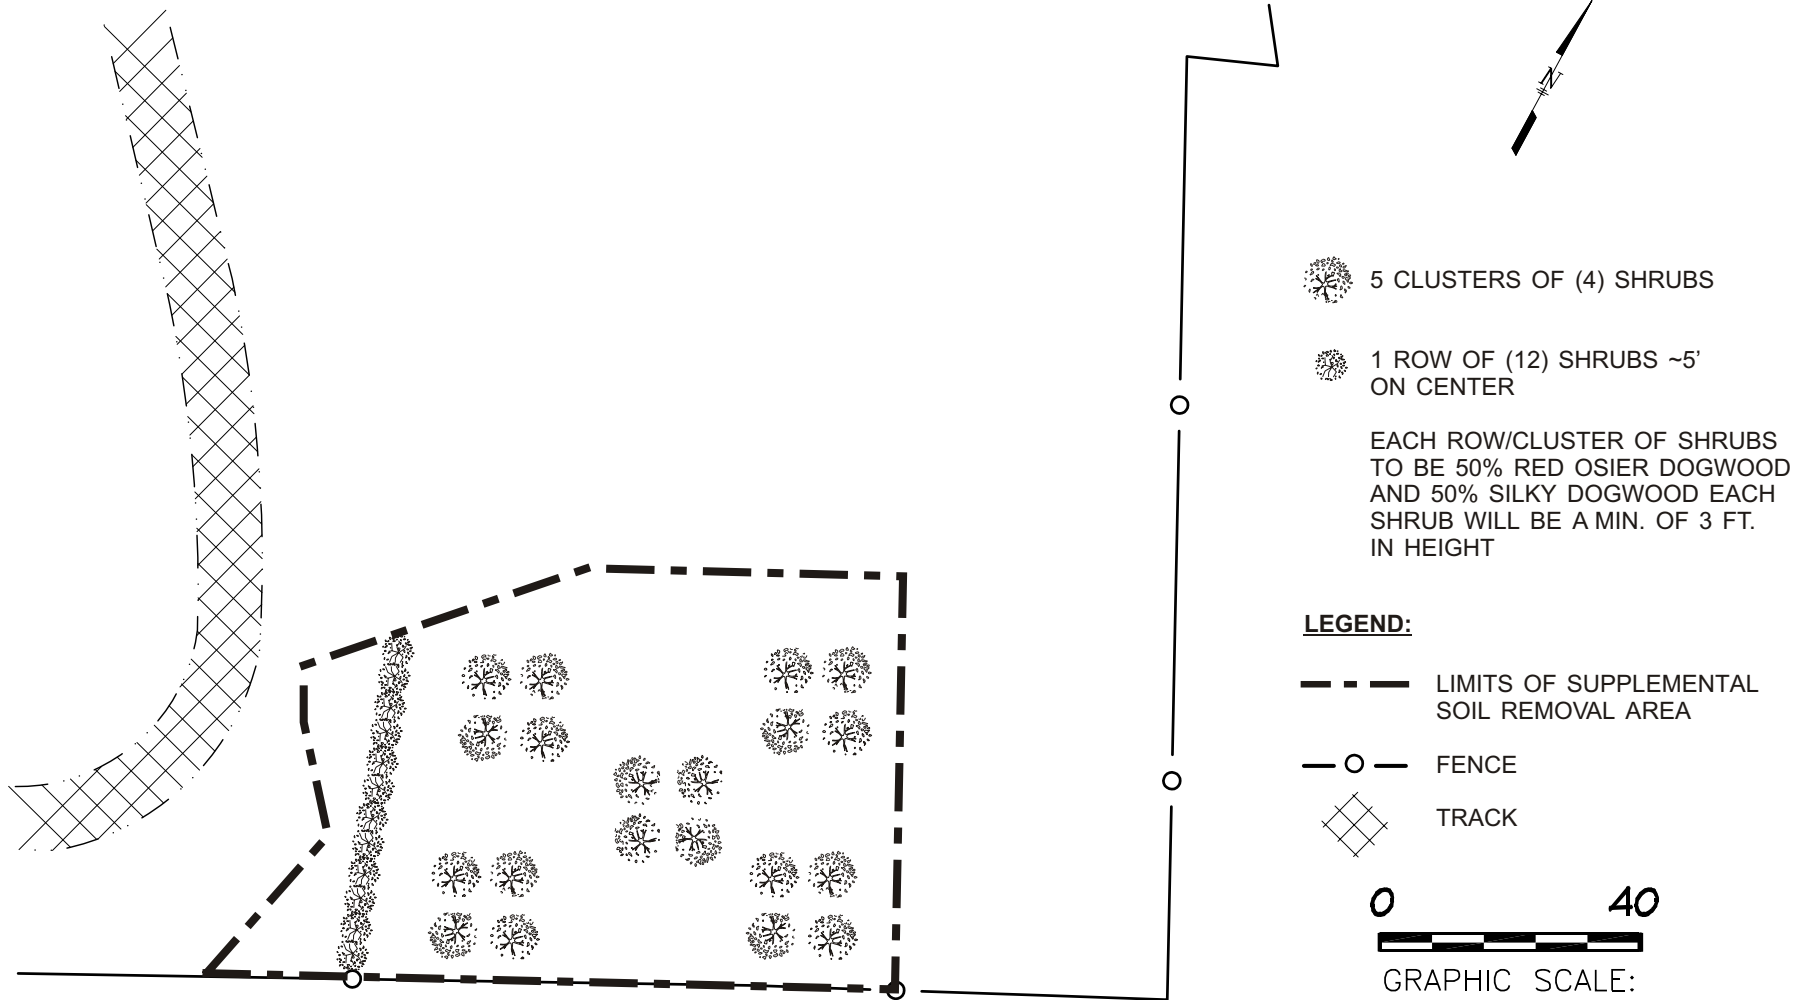 N
5 CLUSTERS OF (4) SHRUBS
1 ROW OF (12) SHRUBS ~5'
ON CENTER
EACH ROW/CLUSTER OF SHRUBS
TO BE 50% RED OSIER DOGWOOD
AND 50% SILKY DOGWOOD EACH
SHRUB WILL BE A MIN. OF 3 FT.
IN HEIGHT
LEGEND:
LIMITS OF SUPPLEMENTAL
SOIL REMOVAL AREA
FENCE
TRACK
0 40
GRAPHIC SCALE: